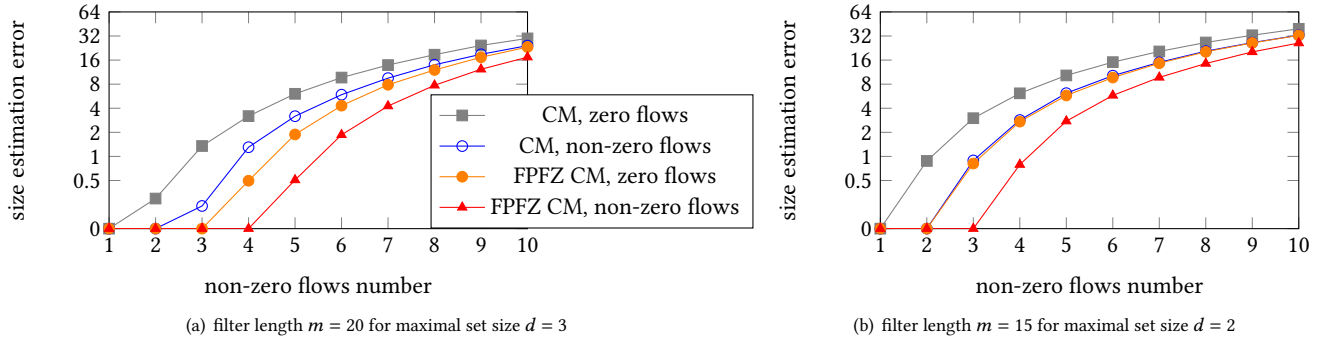 size estimation error
64
32
16
8
4
2
1
0.5
0
1 2 3 4 5 6 7 8 9 10
non-zero flows number
CM, zero flows
CM, non-zero flows
FPFZ CM, zero flows
FPFZ CM, non-zero flows
(a) filter length m = 20 for maximal set size d = 3
size estimation error
64
32
16
8
4
2
1
0.5
0
1 2 3 4 5 6 7 8 9 10
non-zero flows number
(b) filter length m = 15 for maximal set size d = 2